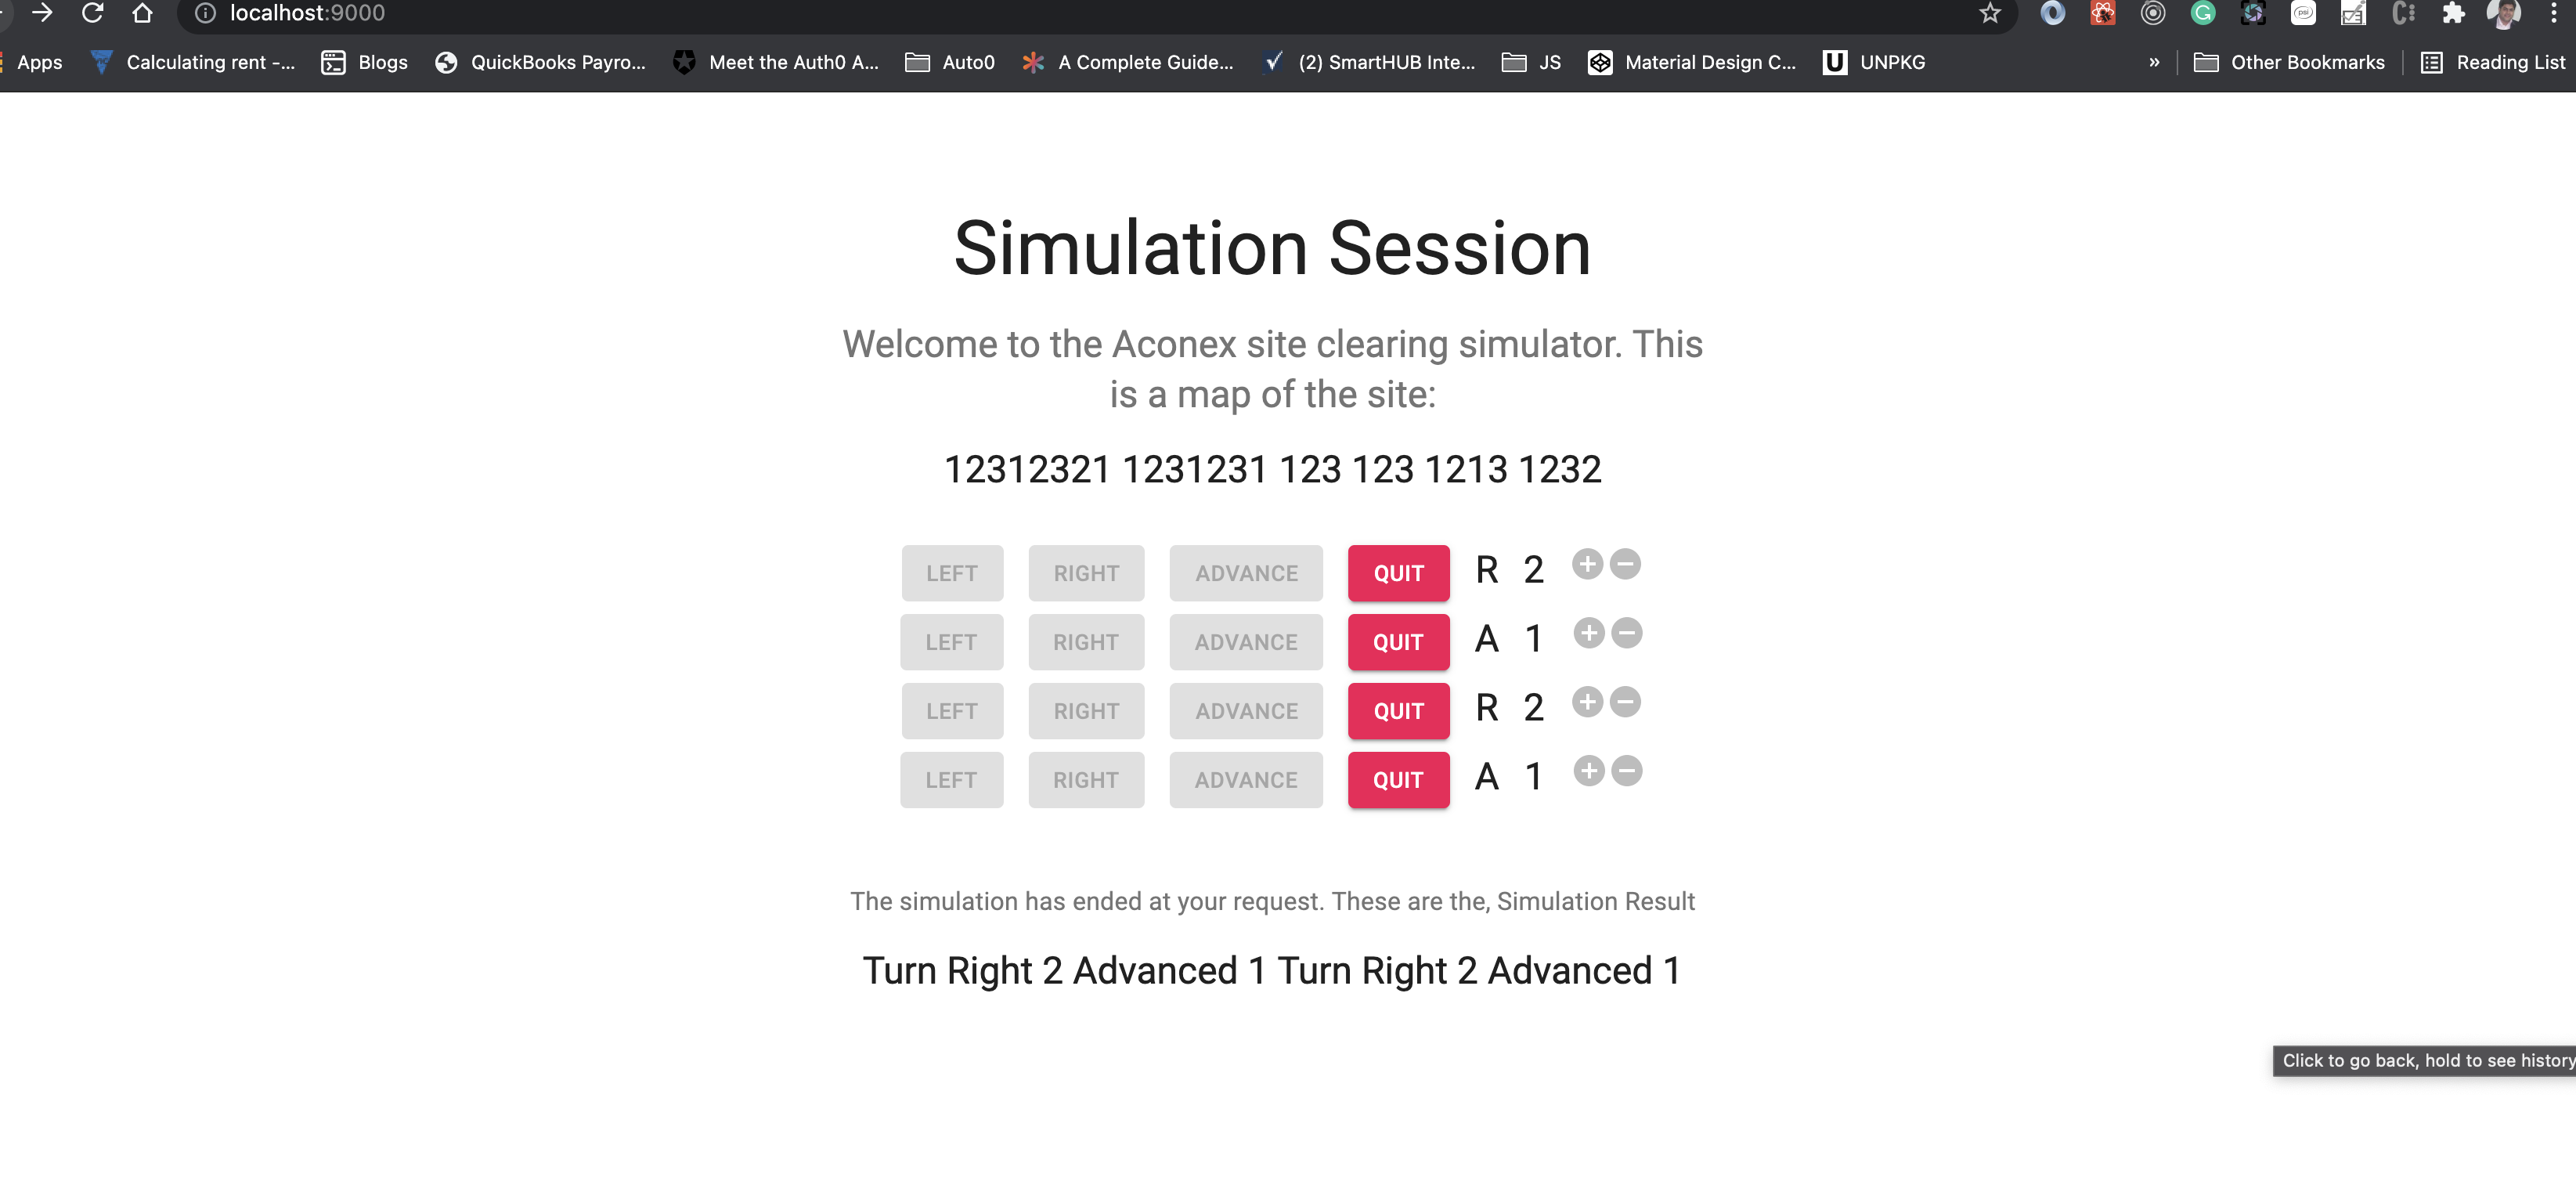 localhost:9000
Apps Calculating rent -... Blogs QuickBooks Payro... Meet the Auth0 A... Auto0 A Complete Guide... (2) SmartHUB Inte... JS Material Design C... U UNPKG » Other Bookmarks Reading List
Simulation Session
Welcome to the Aconex site clearing simulator. This
is a map of the site:
12312321 1231231 123 123 1213 1232
LEFT RIGHT ADVANCE QUIT R 2
LEFT RIGHT ADVANCE QUIT A 1
LEFT RIGHT ADVANCE QUIT R 2
LEFT RIGHT ADVANCE QUIT A 1
The simulation has ended at your request. These are the, Simulation Result
Turn Right 2 Advanced 1 Turn Right 2 Advanced 1
Click to go back, hold to see history